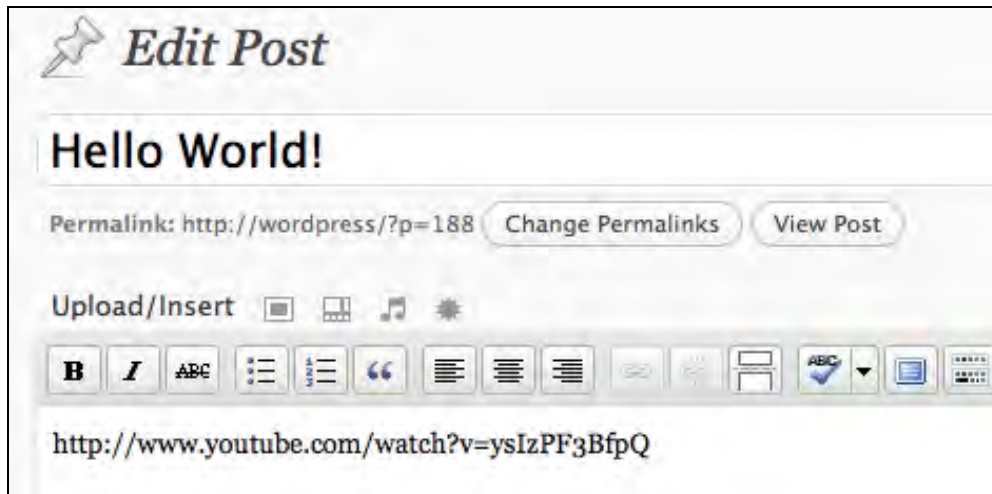 Edit Post
Hello World!
Permalink: http://wordpress/?p=188 Change Permalinks View Post
Upload/Insert
B I ABC ABC
http://www.youtube.com/watch?v=ysIzPF3BfpQ